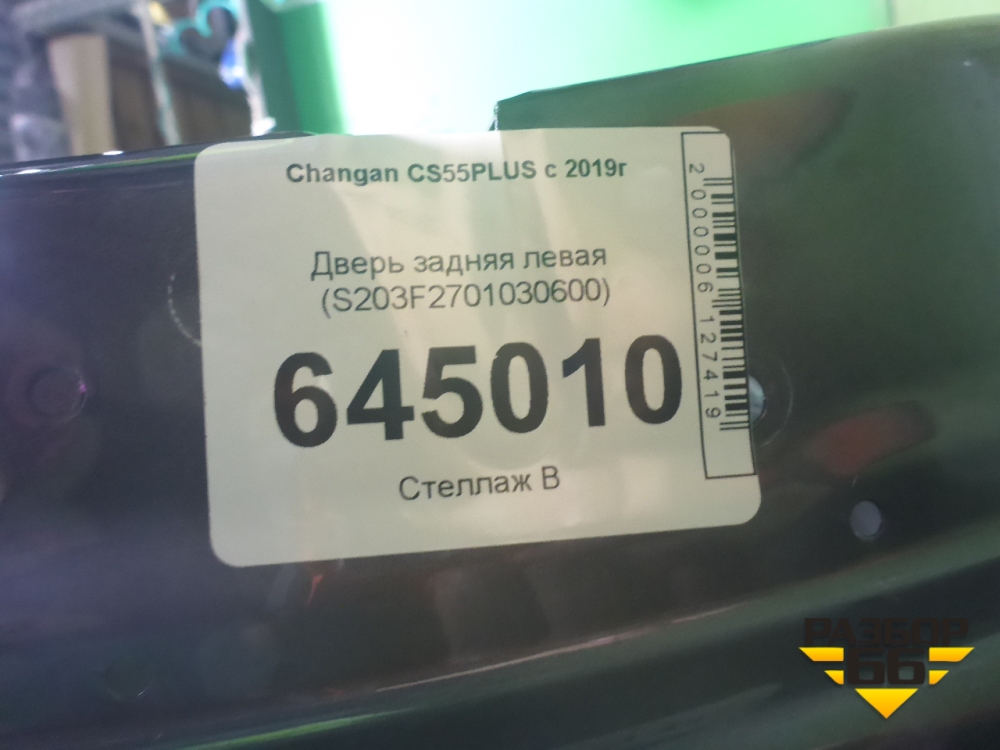 Changan CS55PLUS с 2019г
Дверь задняя левая
(S203F2701030600)
645010
Стеллаж В
2000006127419
РАЗБОР
66